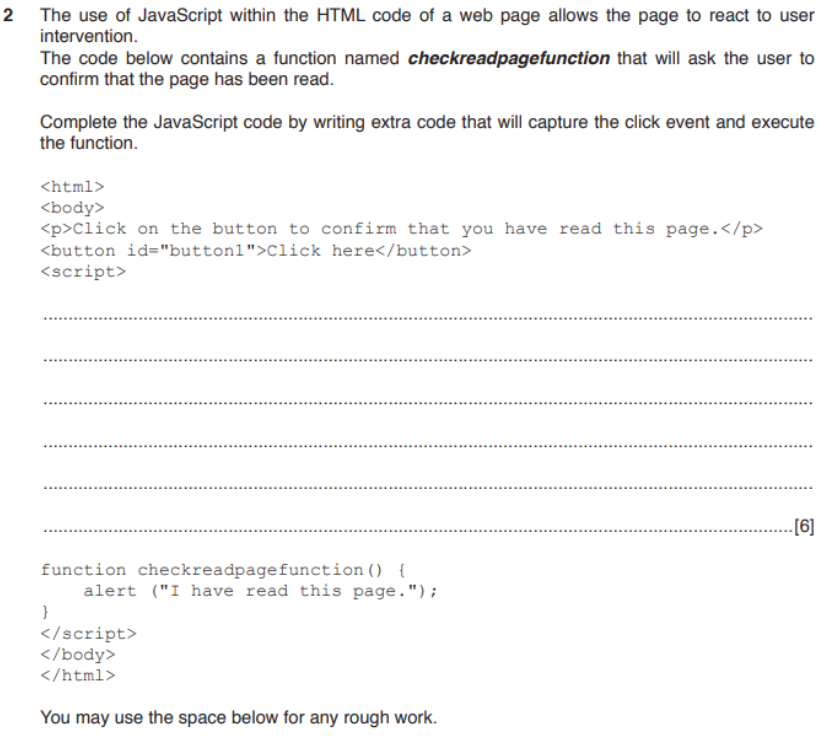 2 The use of JavaScript within the HTML code of a web page allows the page to react to user
intervention.
The code below contains a function named checkreadpagefunction that will ask the user to
confirm that the page has been read.
Complete the JavaScript code by writing extra code that will capture the click event and execute
the function.
<html>
<body>
<p>Click on the button to confirm that you have read this page.</p>
<button id="button1">Click here</button>
<script>
[6]
function checkreadpagefunction() {
alert ("I have read this page.");
}
</script>
</body>
</html>
You may use the space below for any rough work.